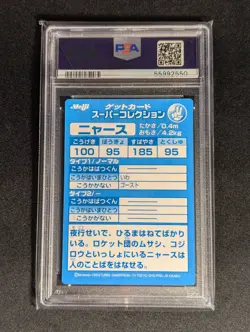 PSA
55992550
Meiji
ゲットカード
スーパーコレクション
ニャース
たかさ/0.4m
おもさ/4.2kg
こうげき ぼうぎょ すばやさ とくしゅ
100 95 185 95
タイプ1/ノーマル
こうかはばつぐん
こうかがいまひとつ いわ
こうかがない ゴースト
タイプ2/ー
こうかはばつぐん
こうかがいまひとつ
こうかがない
夜行せいで、ひるまはねてばかり
いる。ロケット団のムサシ、コジ
ロウといっしょにいるニャースは
人のことばをはなせる。